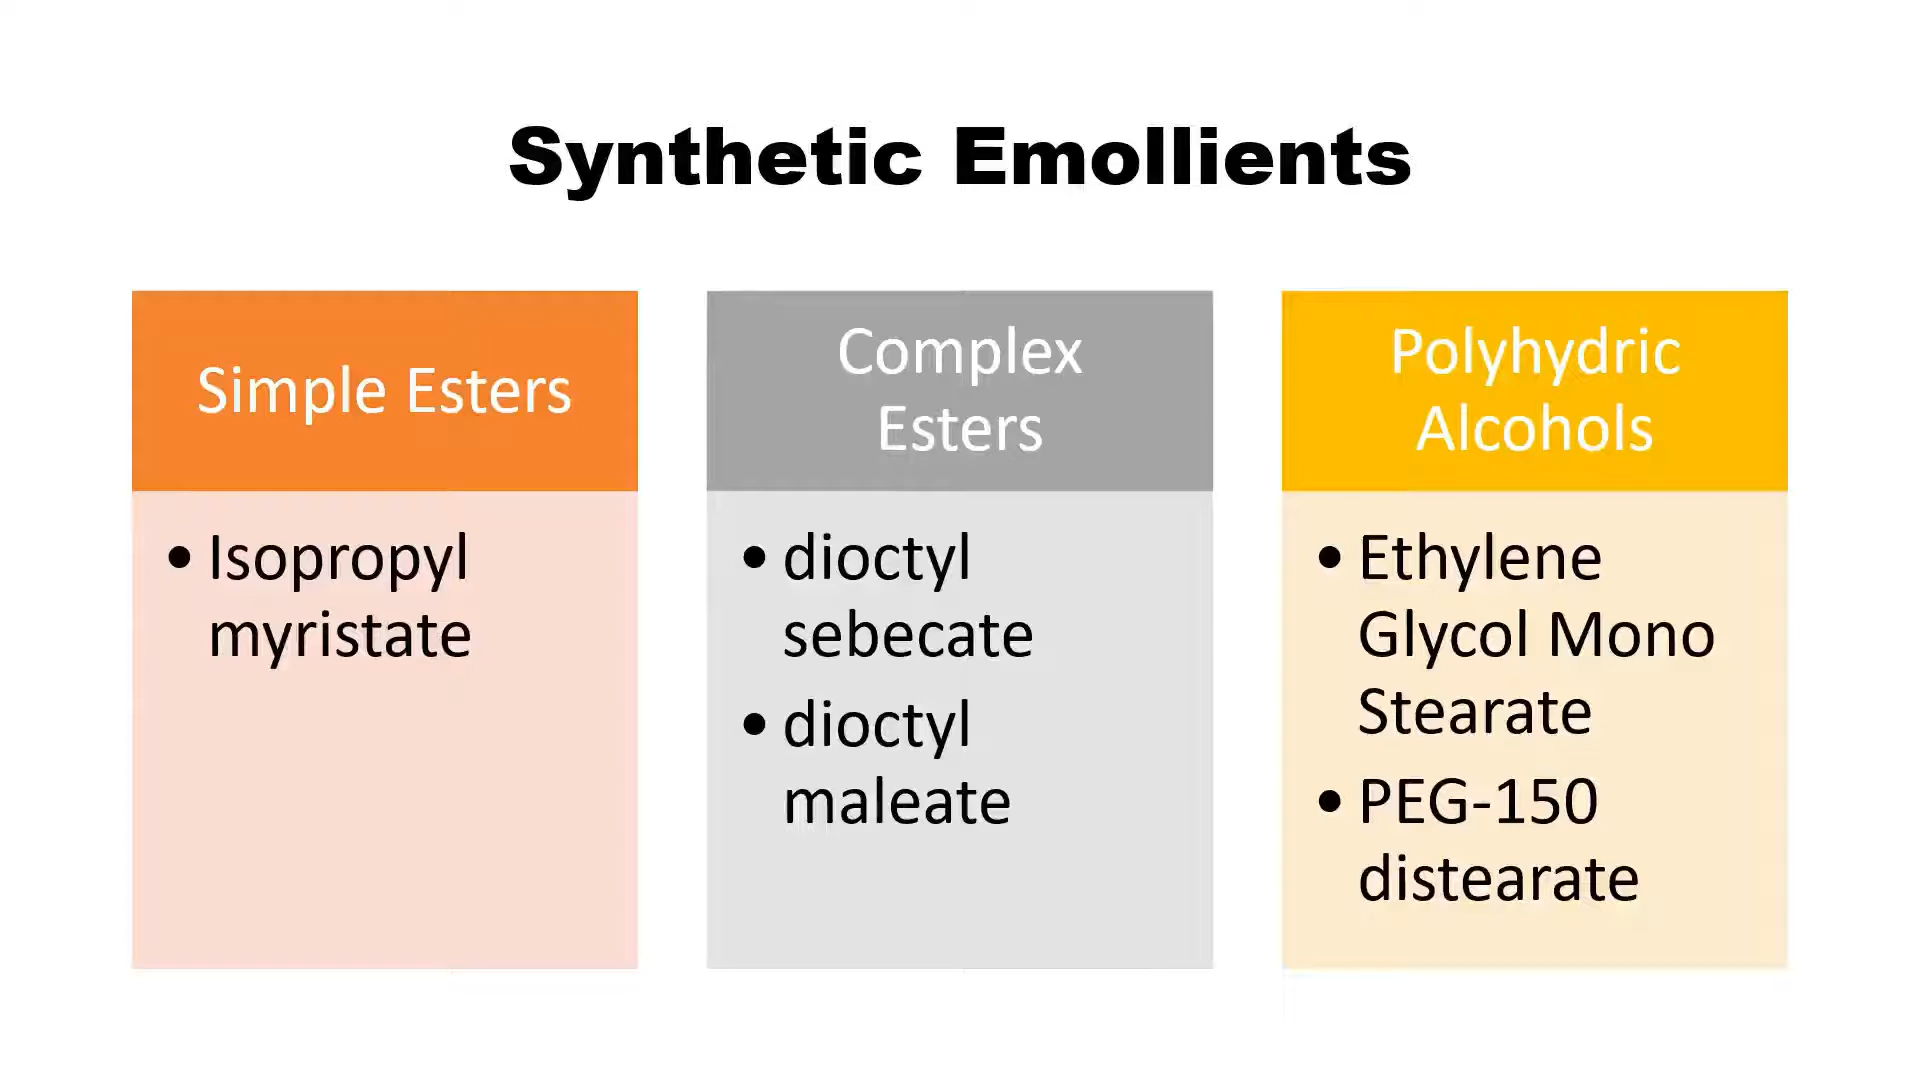 Synthetic Emollients
Simple Esters
• Isopropyl
myristate
Complex
Esters
• dioctyl
sebecate
• dioctyl
maleate
Polyhydric
Alcohols
• Ethylene
Glycol Mono
Stearate
• PEG-150
distearate